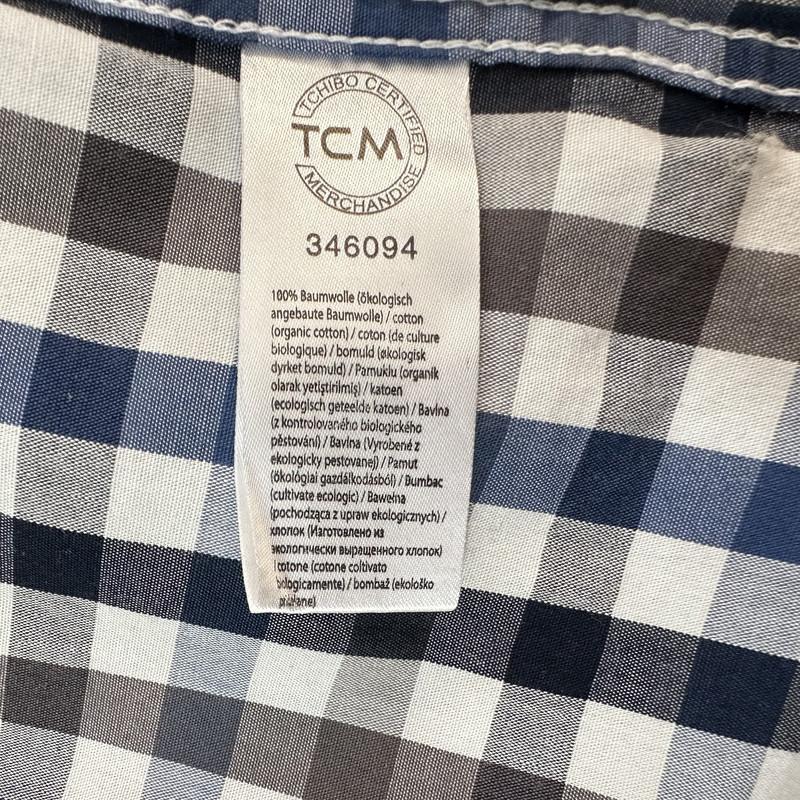 TCHIBO CERTIFIED
TCM
MERCHANDISE
346094
100% Baumwolle (ökologisch
angebaute Baumwolle) / cotton
(organic cotton) / coton (de culture
biologique) / bomuld (økologisk
dyrket bomuld) / Pamuklu (organik
olarak yetiştirilmiş) / katoen
(ecologisch geteelde katoen) / Bavlna
(z kontrolovaného biologického
pěstování) / Bavlna (Vyrobené z
ekologicky pestovanej) / Pamut
(ökológiai gazdálkodásból) / Bumbac
(cultivate ecologic) / Bawełna
(pochodząca z upraw ekologicznych) /
хлопок (Изготовлено из
экологически выращенного хлопок)
cotone (cotone coltivato
biologicamente) / bombaž (ekološko